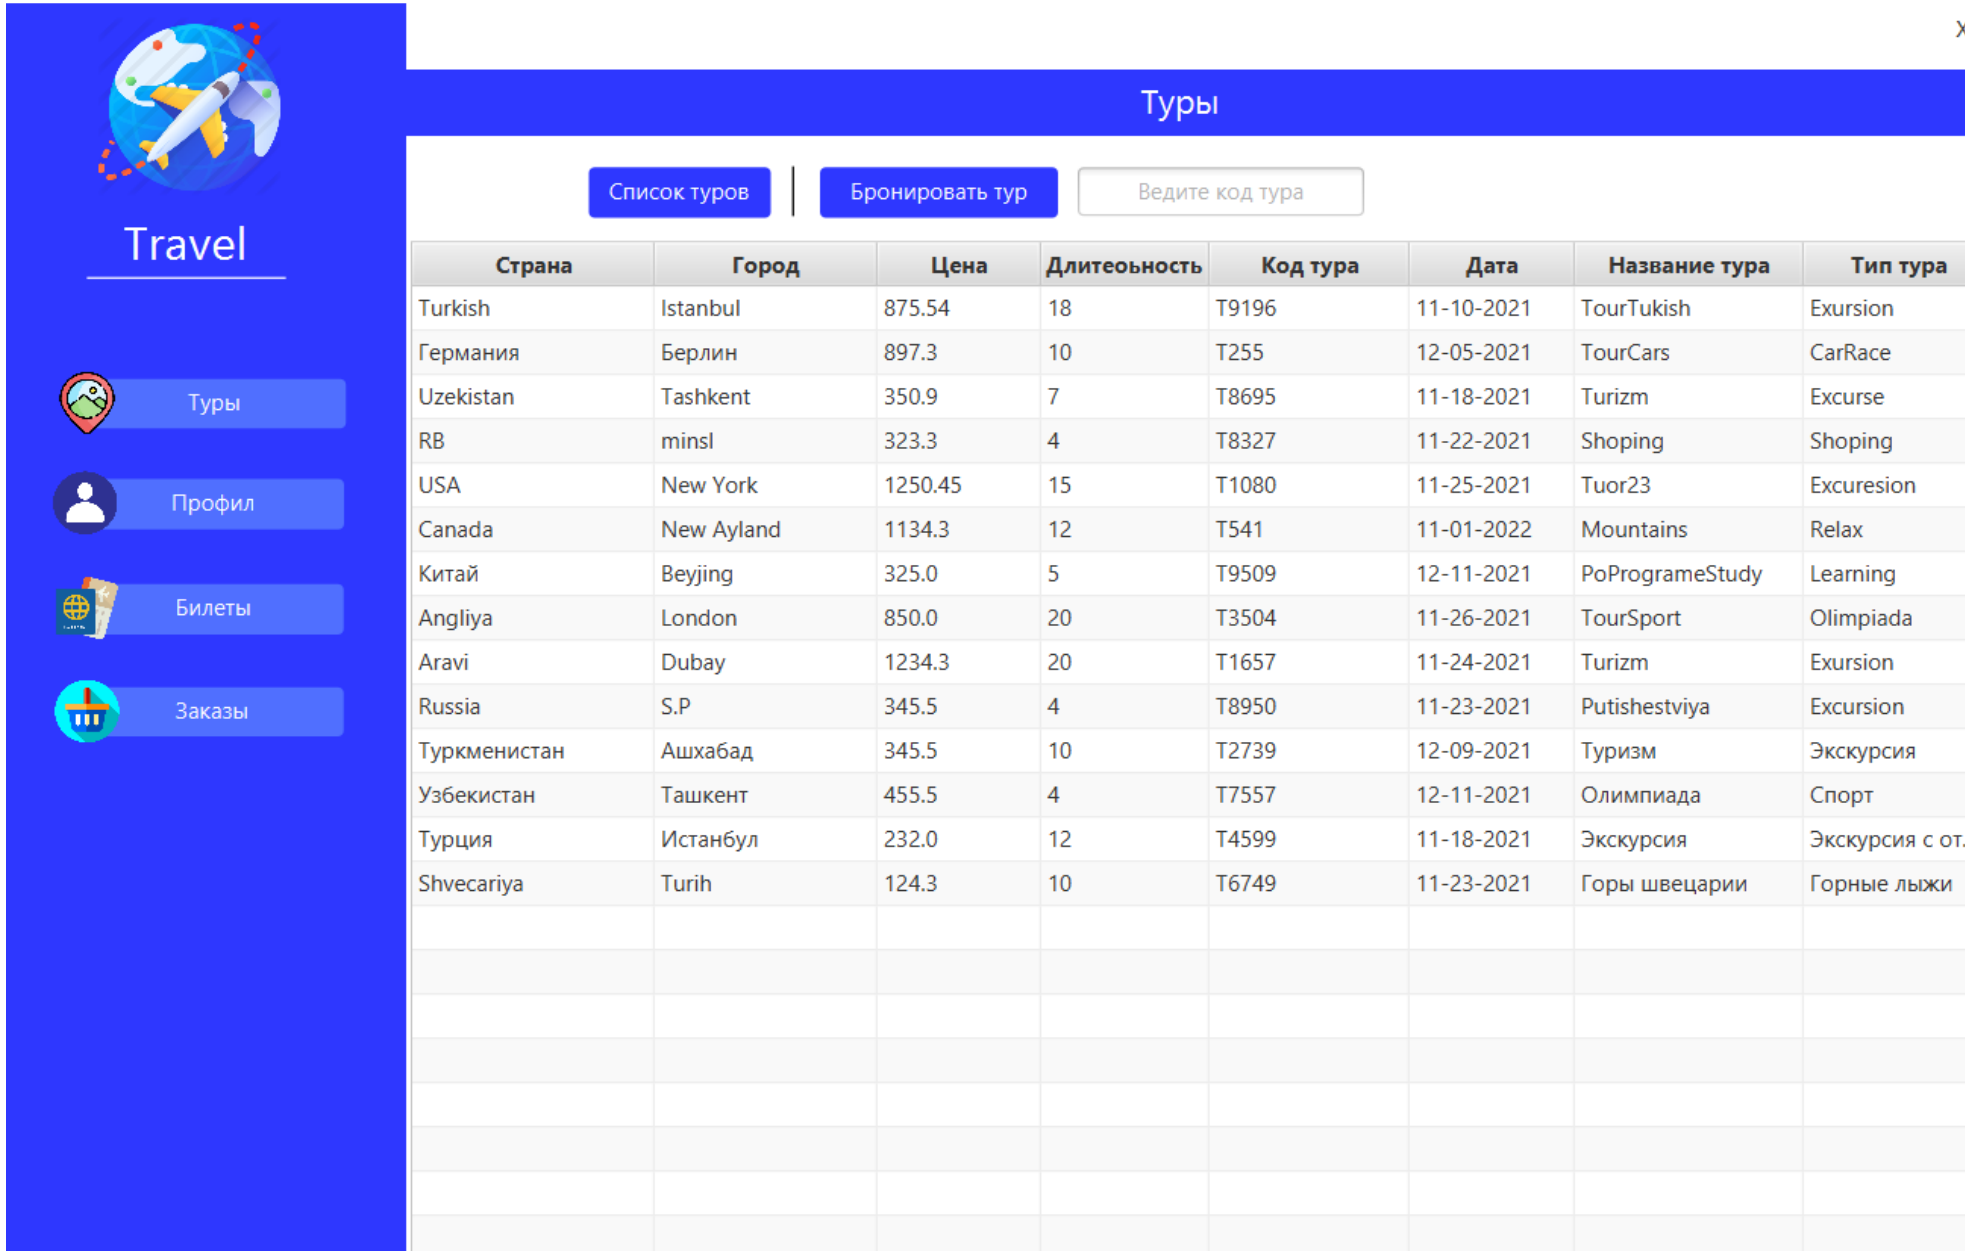 X
Туры
Список туров Бронировать тур Ведите код тура
Travel
Туры
Профил
Билеты
Заказы
Страна Город Цена Длитеоьность Код тура Дата Название тура Тип тура
Turkish Istanbul 875.54 18 T9196 11-10-2021 TourTukish Exursion
Германия Берлин 897.3 10 T255 12-05-2021 TourCars CarRace
Uzekistan Tashkent 350.9 7 T8695 11-18-2021 Turizm Excurse
RB minsl 323.3 4 T8327 11-22-2021 Shoping Shoping
USA New York 1250.45 15 T1080 11-25-2021 Tuor23 Excuresion
Canada New Ayland 1134.3 12 T541 11-01-2022 Mountains Relax
Китай Beyjing 325.0 5 T9509 12-11-2021 PoProgrameStudy Learning
Angliya London 850.0 20 T3504 11-26-2021 TourSport Olimpiada
Aravi Dubay 1234.3 20 T1657 11-24-2021 Turizm Exursion
Russia S.P 345.5 4 T8950 11-23-2021 Putishestviya Excursion
Туркменистан Ашхабад 345.5 10 T2739 12-09-2021 Туризм Экскурсия
Узбекистан Ташкент 455.5 4 T7557 12-11-2021 Олимпиада Спорт
Турция Истанбул 232.0 12 T4599 11-18-2021 Экскурсия Экскурсия с от.
Shvecariya Turih 124.3 10 T6749 11-23-2021 Горы швецарии Горные лыжи